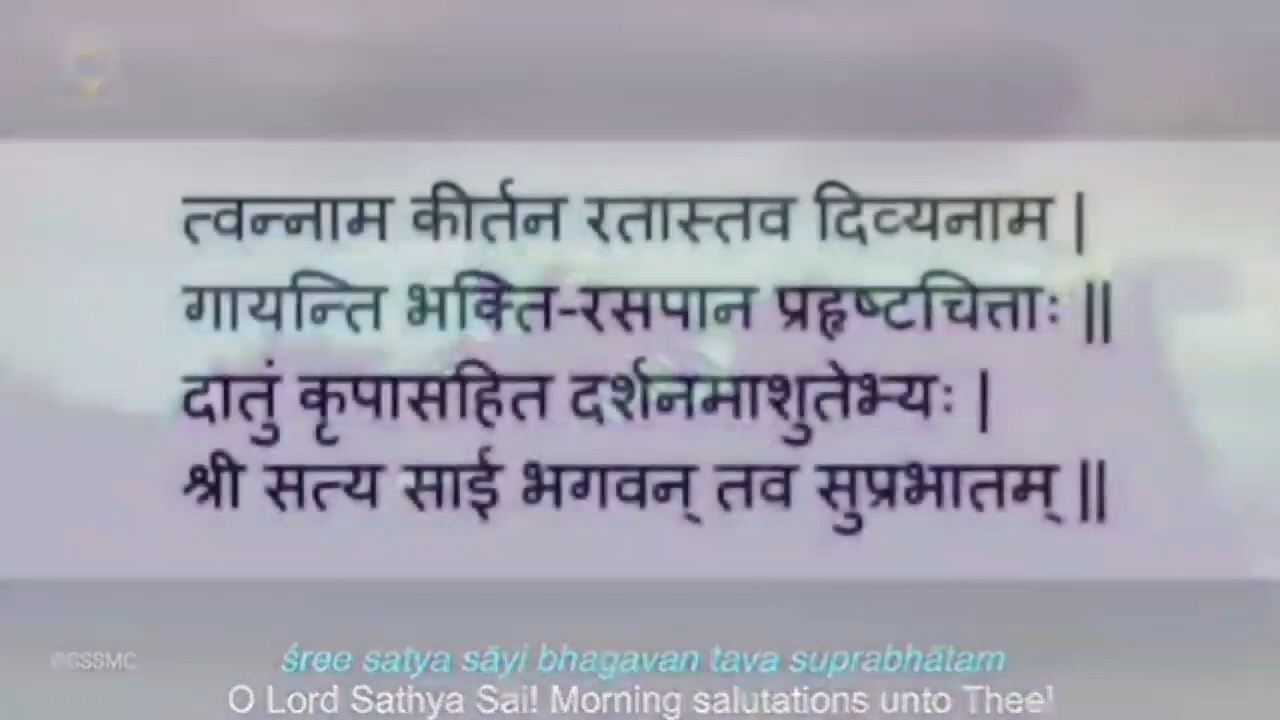 त्वन्नाम कीर्तन रतास्तव दिव्यनाम |
गायन्ति भक्ति-रसपान प्रहृष्टचित्ताः ||
दातुं कृपासहित दर्शनमाशुतेभ्यः |
श्री सत्य साई भगवन् तव सुप्रभातम् ||
©CSSMC
śree satya sāyi bhagavan tava suprabhātam
O Lord Sathya Sai! Morning salutations unto Thee!